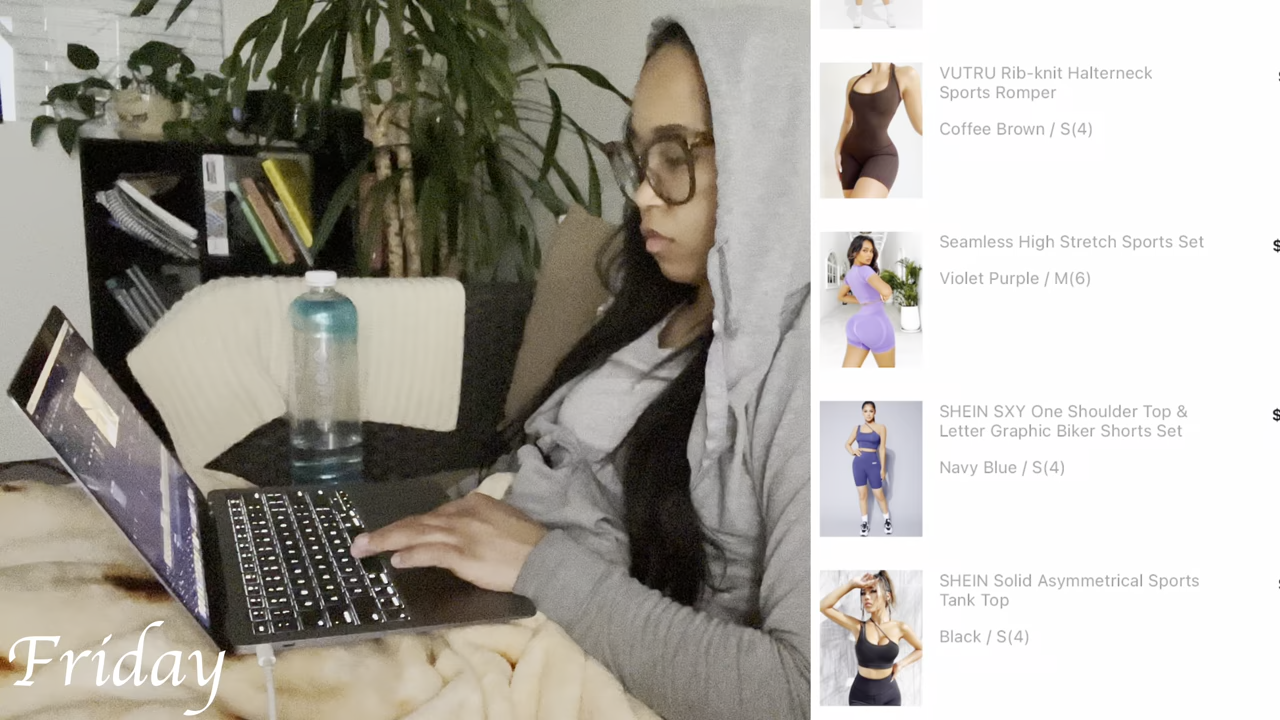 Friday
VUTRU Rib-knit Halterneck
Sports Romper
Coffee Brown / S(4)
Seamless High Stretch Sports Set
$
Violet Purple / M(6)
SHEIN SXY One Shoulder Top &
$
Letter Graphic Biker Shorts Set
Navy Blue / S(4)
SHEIN Solid Asymmetrical Sports
Tank Top
Black / S(4)